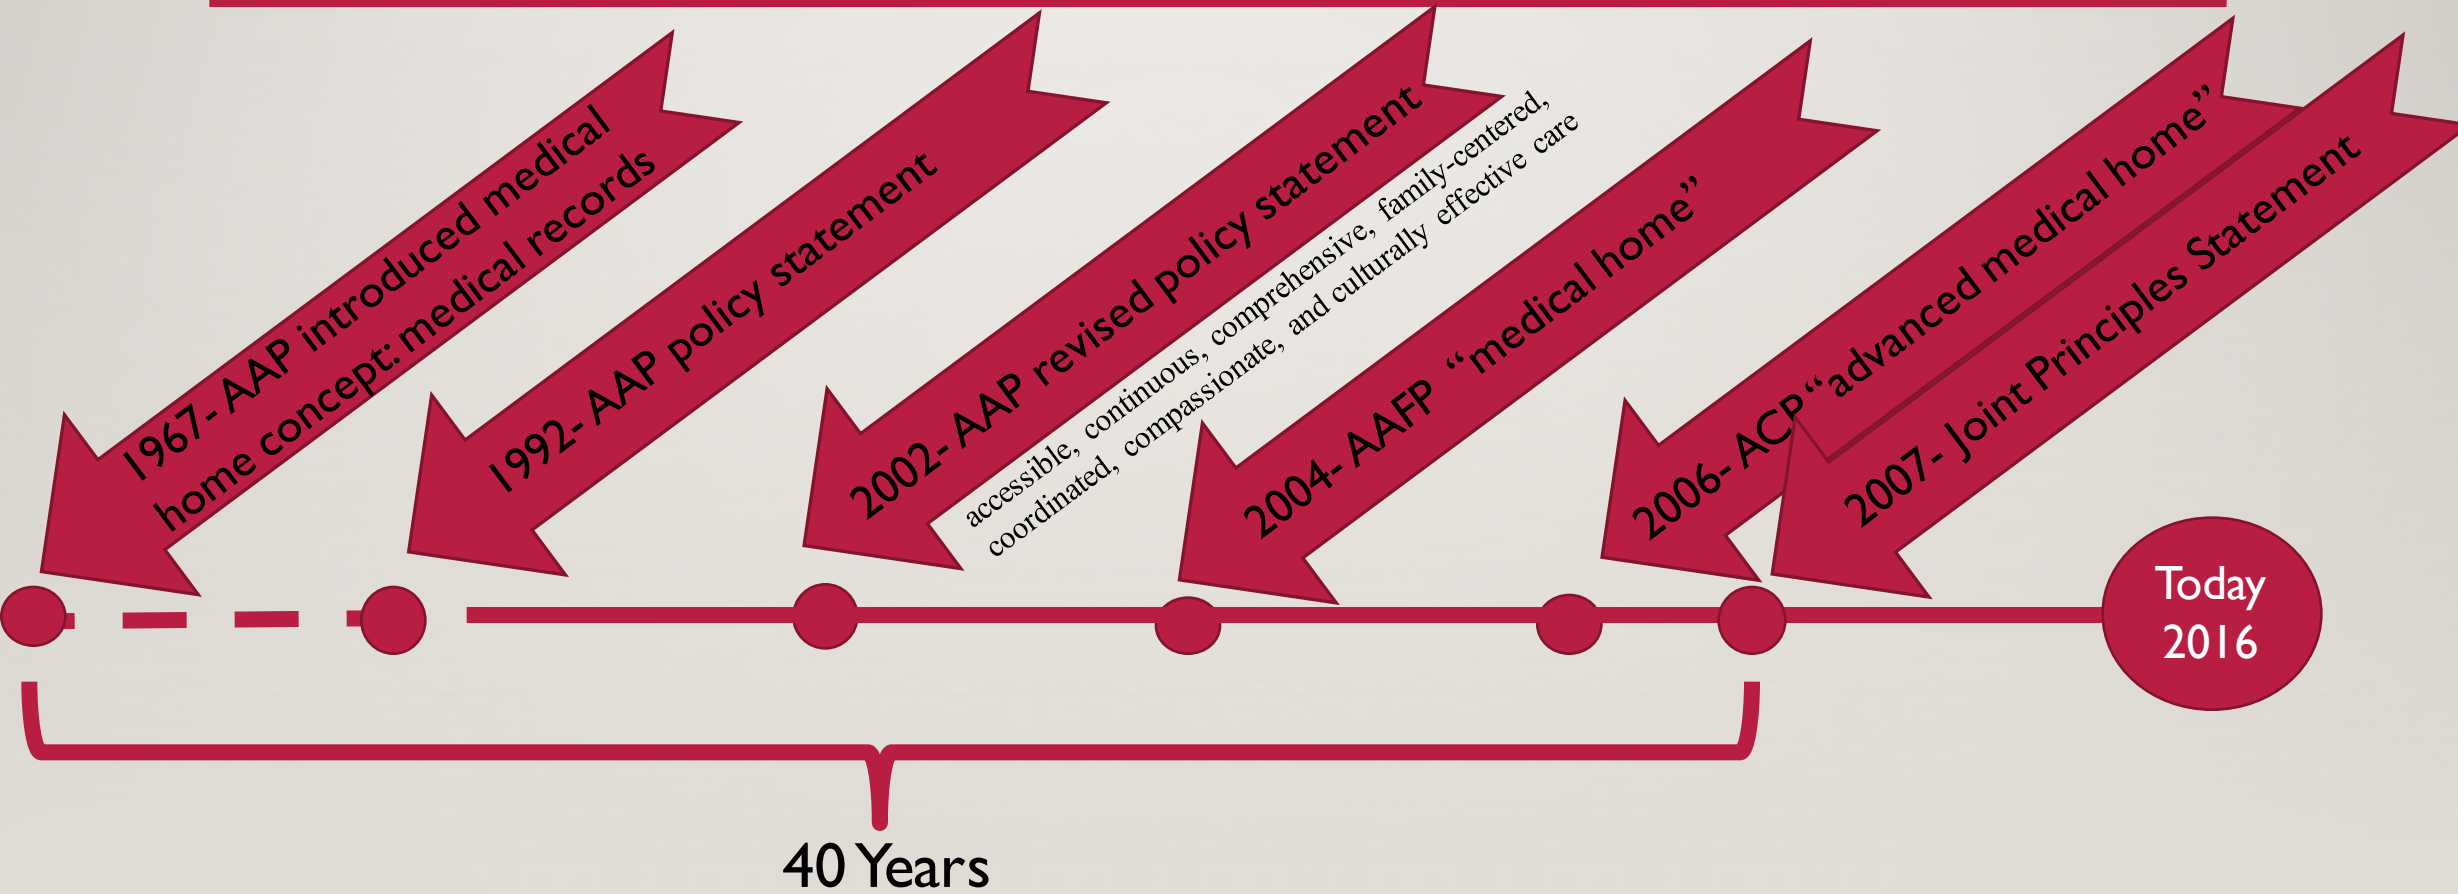 1967- AAP introduced medical
home concept: medical records
1992- AAP policy statement
2002- AAP revised policy statement
accessible, continuous, comprehensive, family-centered,
coordinated, compassionate, and culturally effective care
2004- AAFP “medical home”
2006- ACP “advanced medical home”
2007- Joint Principles Statement
Today
2016
40 Years